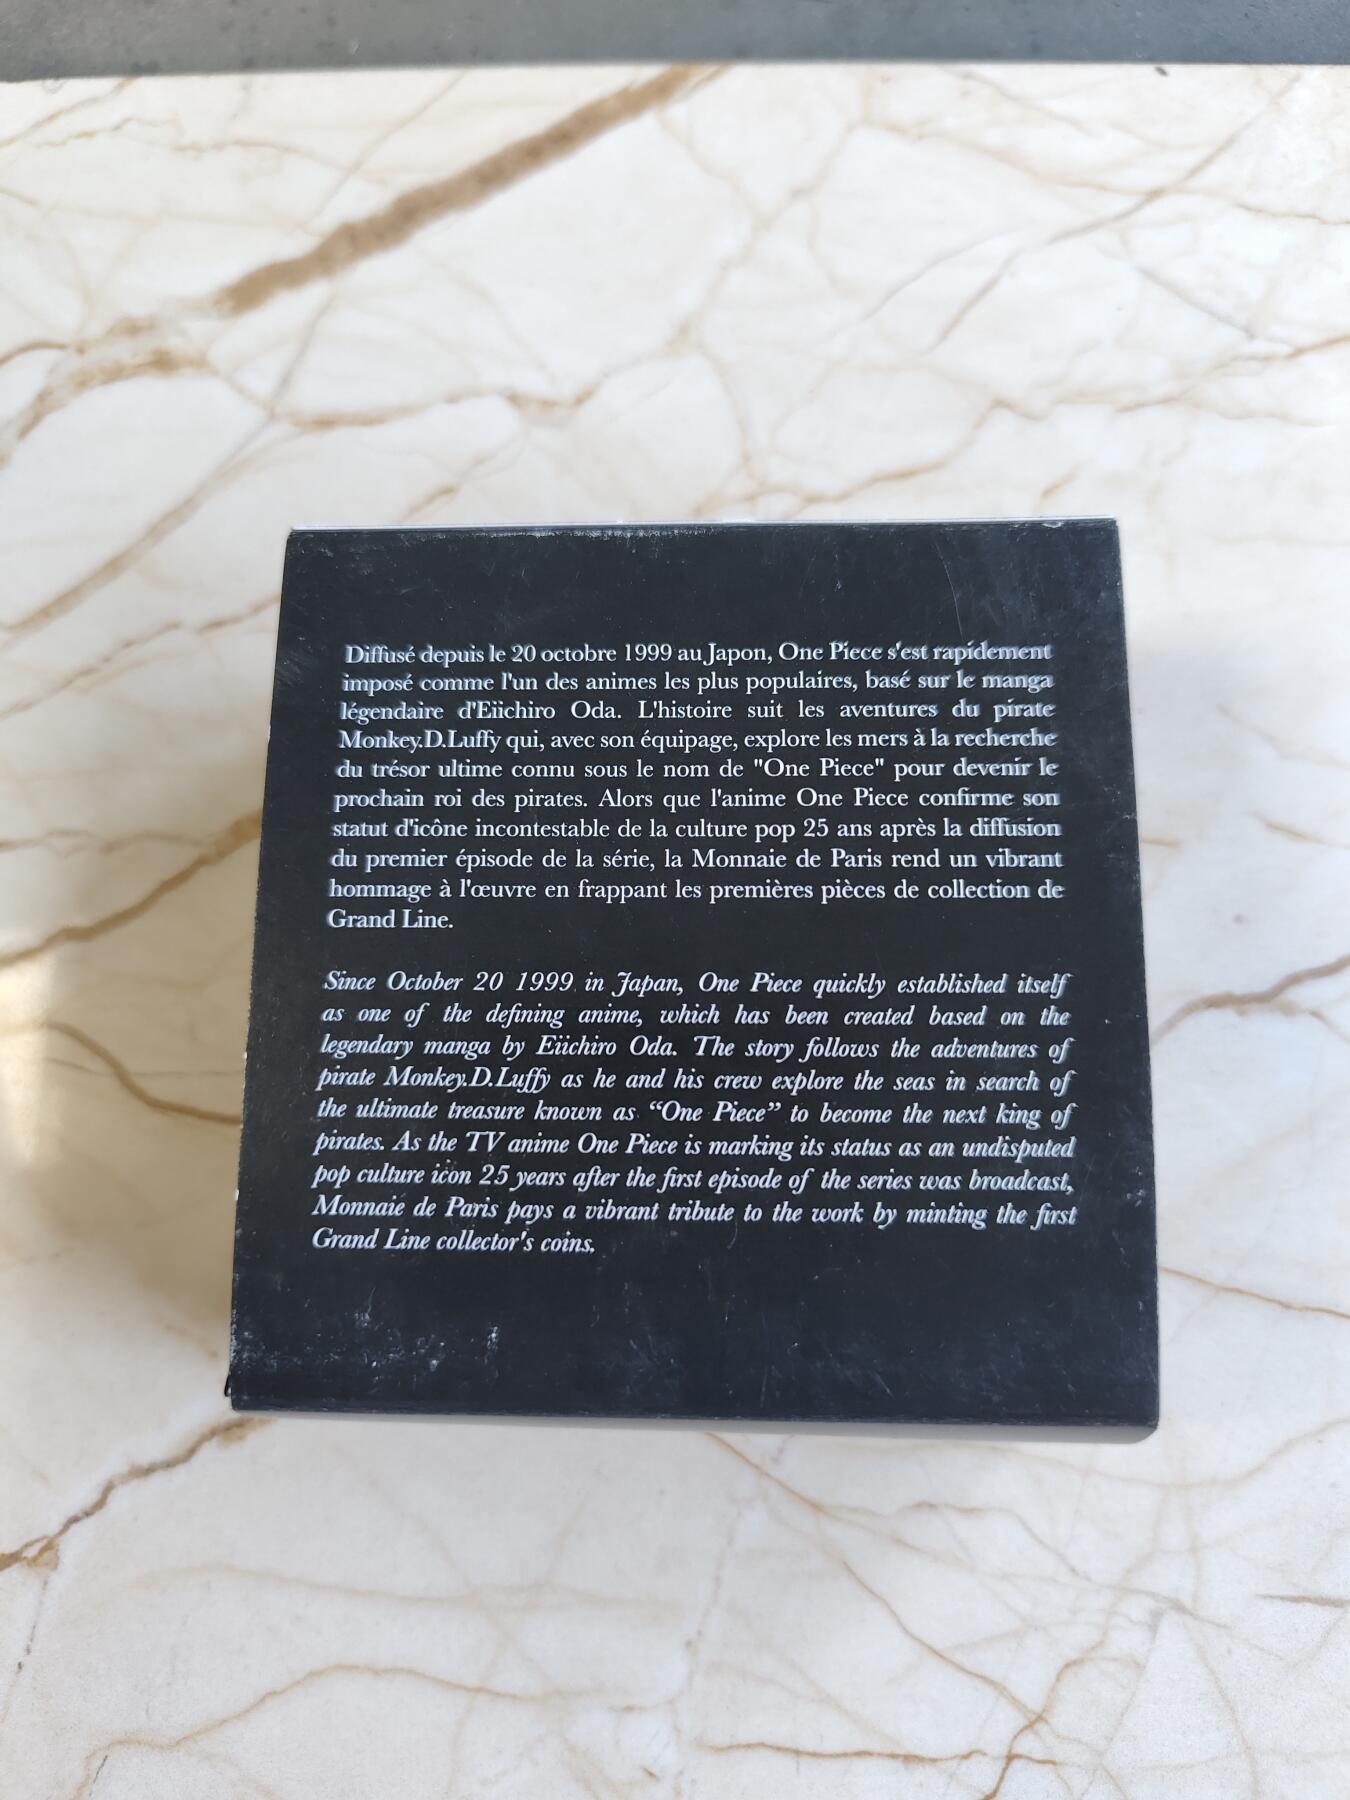 Diffusé depuis le 20 octobre 1999 au Japon, One Piece s'est rapidement
imposé comme l'un des animes les plus populaires, basé sur le manga
légendaire d'Eiichiro Oda. L'histoire suit les aventures du pirate
Monkey.D.Luffy qui, avec son équipage, explore les mers à la recherche
du trésor ultime connu sous le nom de "One Piece" pour devenir le
prochain roi des pirates. Alors que l'anime One Piece confirme son
statut d'icône incontestable de la culture pop 25 ans après la diffusion
du premier épisode de la série, la Monnaie de Paris rend un vibrant
hommage à l'œuvre en frappant les premières pièces de collection de
Grand Line.
Since October 20 1999 in Japan, One Piece quickly established itself
as one of the defining anime, which has been created based on the
legendary manga by Eiichiro Oda. The story follows the adventures of
pirate Monkey.D.Luffy as he and his crew explore the seas in search of
the ultimate treasure known as “One Piece” to become the next king of
pirates. As the TV anime One Piece is marking its status as an undisputed
pop culture icon 25 years after the first episode of the series was broadcast,
Monnaie de Paris pays a vibrant tribute to the work by minting the first
Grand Line collector's coins.